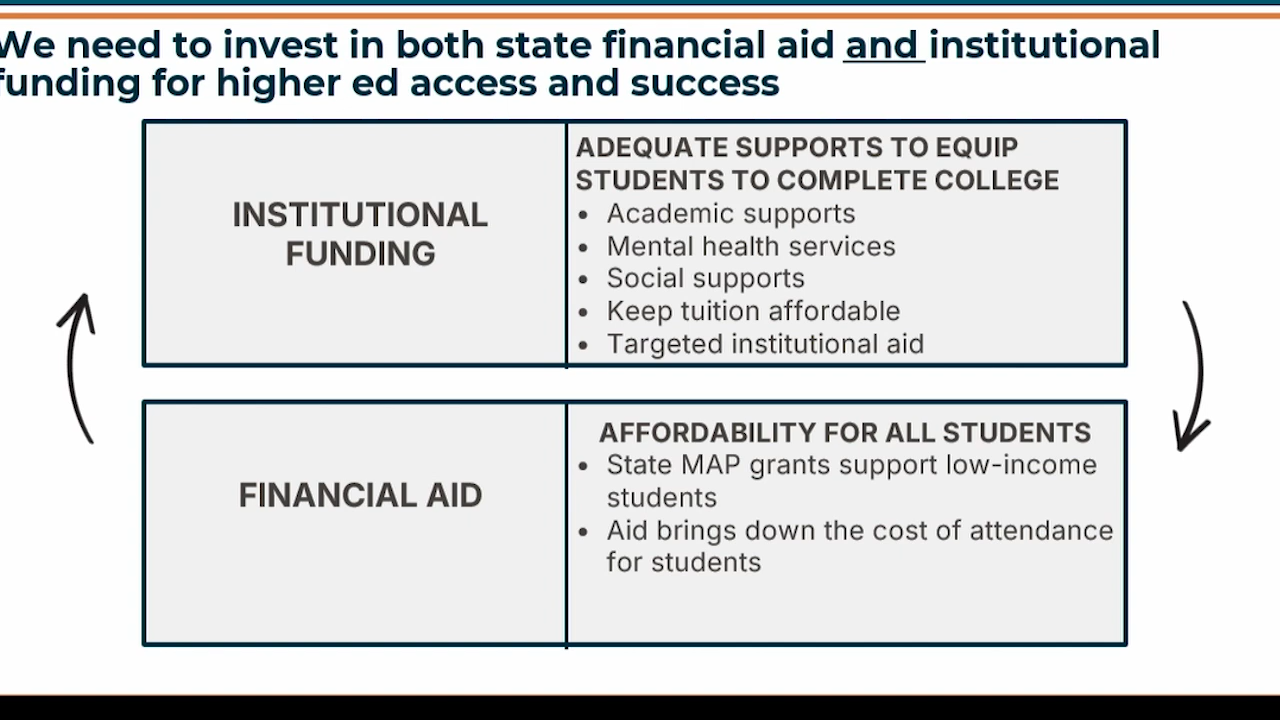 We need to invest in both state financial aid and institutional
funding for higher ed access and success
INSTITUTIONAL
FUNDING
ADEQUATE SUPPORTS TO EQUIP
STUDENTS TO COMPLETE COLLEGE
• Academic supports
• Mental health services
• Social supports
• Keep tuition affordable
• Targeted institutional aid
FINANCIAL AID
AFFORDABILITY FOR ALL STUDENTS
• State MAP grants support low-income
students
• Aid brings down the cost of attendance
for students